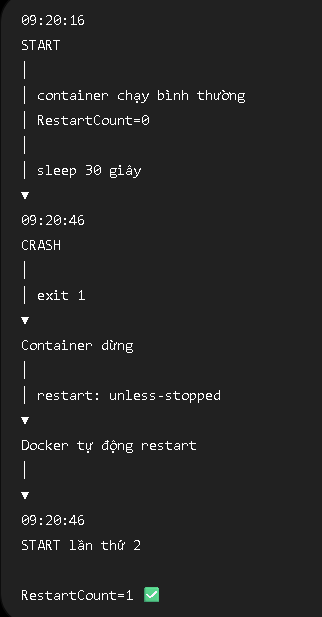 09:20:16
START
│
│ container chạy bình thường
│ RestartCount=0
│
│ sleep 30 giây
▼
09:20:46
CRASH
│
│ exit 1
▼
Container dừng
│
│ restart: unless-stopped
▼
Docker tự động restart
│
▼
09:20:46
START lần thứ 2
RestartCount=1 ✅